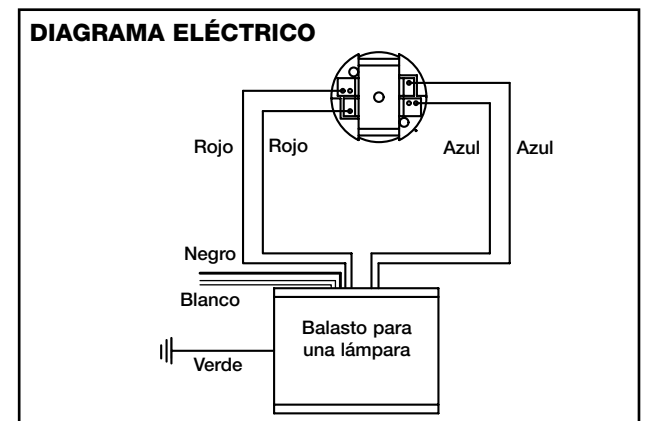 DIAGRAMA ELÉCTRICO
Rojo
Rojo
Azul
Azul
Negro
Blanco
Balasto para
una lámpara
Verde